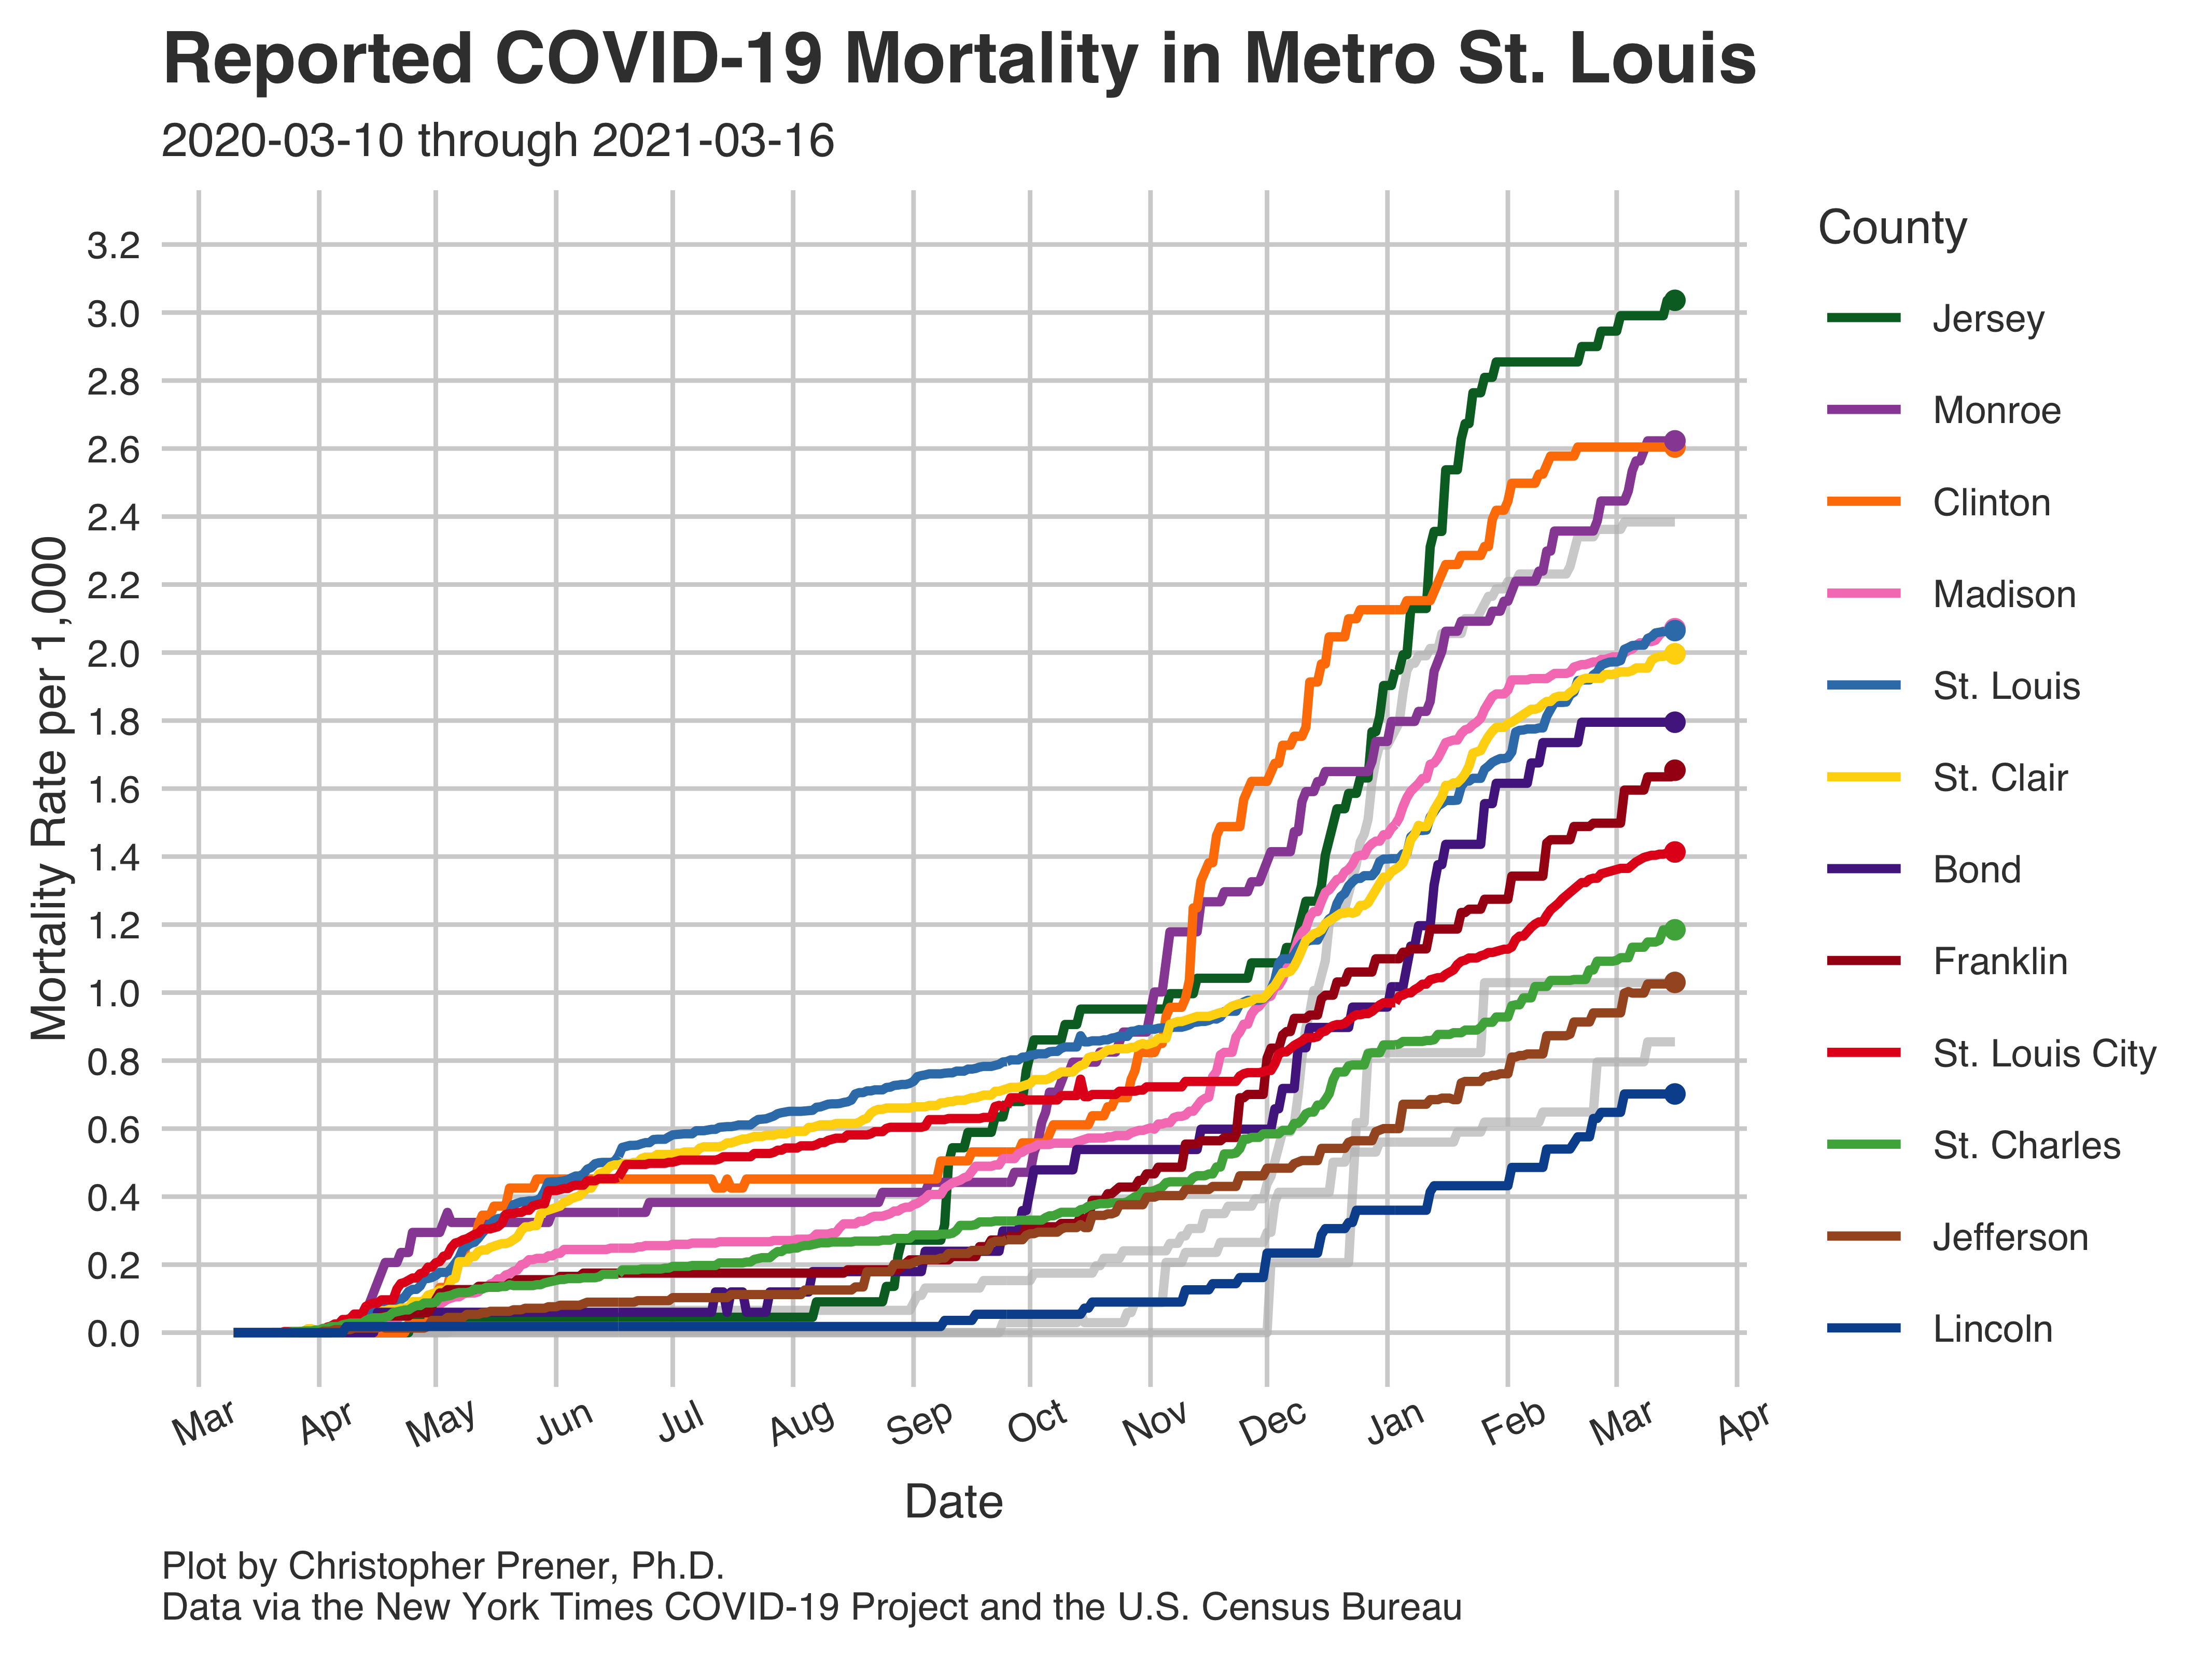 Reported COVID-19 Mortality in Metro St. Louis
2020-03-10 through 2021-03-16
County
Jersey
Monroe
Clinton
Madison
St. Louis
St. Clair
Bond
Franklin
St. Louis City
St. Charles
Jefferson
Lincoln
Mortality Rate per 1,000
3.2
3.0
2.8
2.6
2.4
2.2
2.0
1.8
1.6
1.4
1.2
1.0
0.8
0.6
0.4
0.2
0.0
Mar Apr May Jun Jul Aug Sep Oct Nov Dec Jan Feb Mar Apr
Date
Plot by Christopher Prener, Ph.D.
Data via the New York Times COVID-19 Project and the U.S. Census Bureau